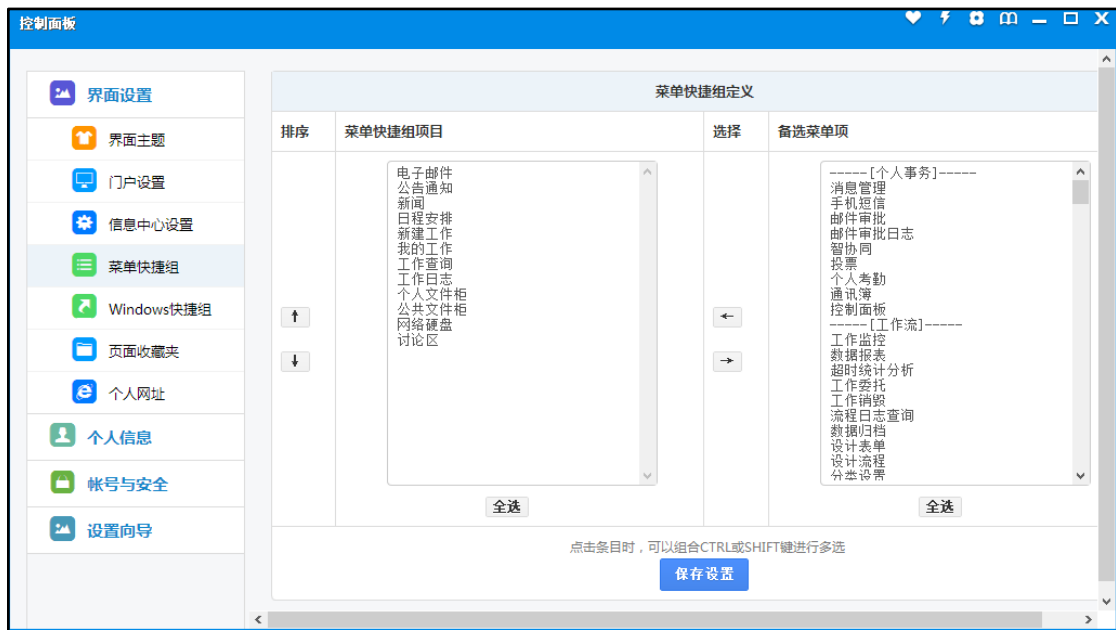 控制面板
界面设置
界面主题
门户设置
信息中心设置
菜单快捷组
Windows快捷组
页面收藏夹
个人网址
个人信息
帐号与安全
设置向导
菜单快捷组定义
排序
菜单快捷组项目
选择
备选菜单项
电子邮件
公告通知
新闻
日程安排
新建工作
我的工作
工作查询
工作日志
个人文件柜
公共文件柜
网络硬盘
讨论区
全选
-----[个人事务]-----
消息管理
手机短信
邮件审批
邮件审批日志
智协同
投票
个人考勤
通讯簿
控制面板
-----[工作流]-----
工作监控
数据报表
超时统计分析
工作委托
工作销毁
流程日志查询
数据归档
设计表单
设计流程
分类设置
全选
点击条目时，可以组合CTRL或SHIFT键进行多选
保存设置